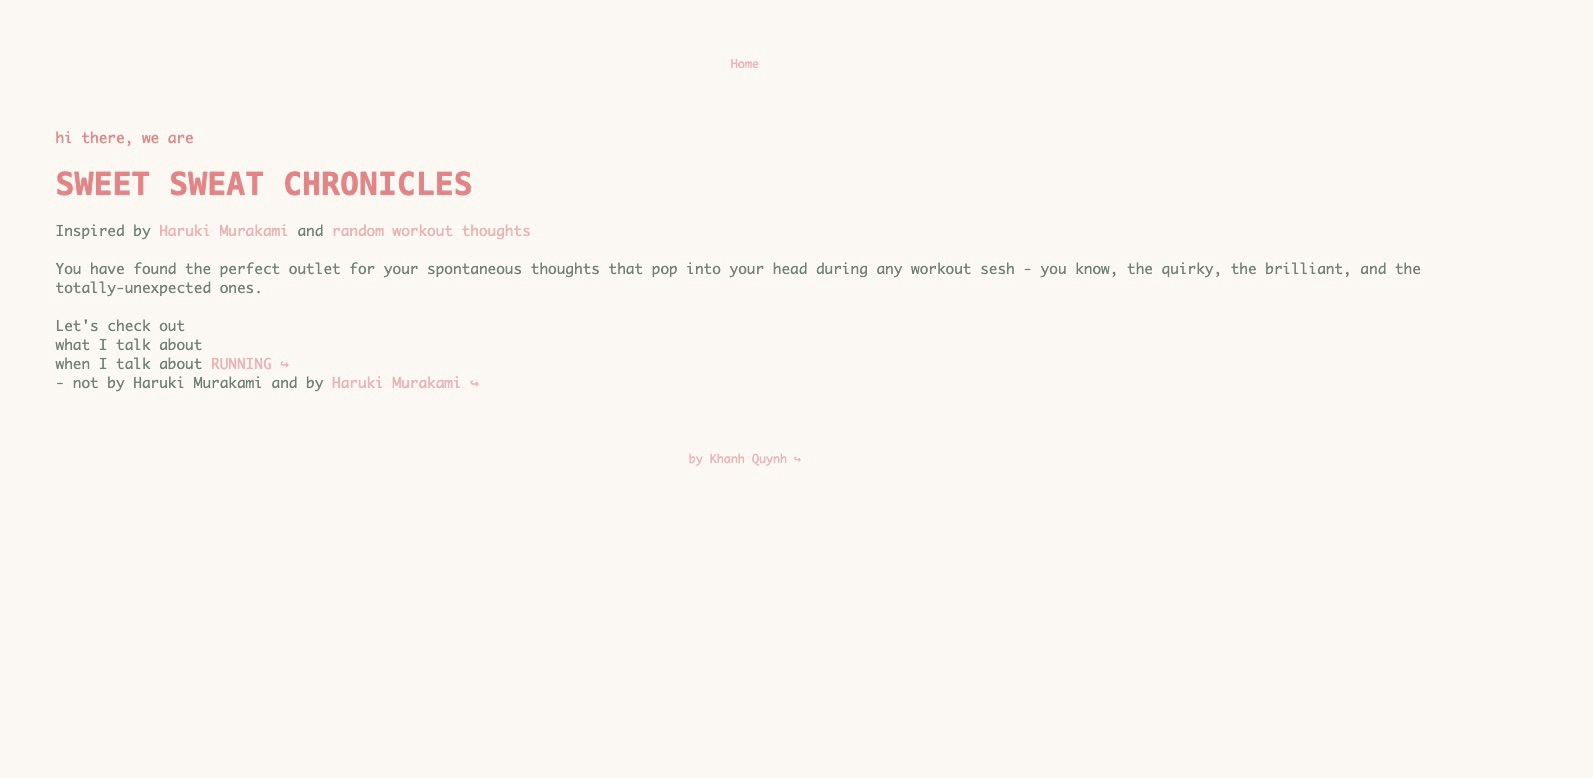 Home
hi there, we are
SWEET SWEAT CHRONICLES
Inspired by Haruki Murakami and random workout thoughts
You have found the perfect outlet for your spontaneous thoughts that pop into your head during any workout sesh - you know, the quirky, the brilliant, and the
totally-unexpected ones.
Let's check out
what I talk about
when I talk about RUNNING ↪
- not by Haruki Murakami and by Haruki Murakami ↪
by Khanh Quynh ↪